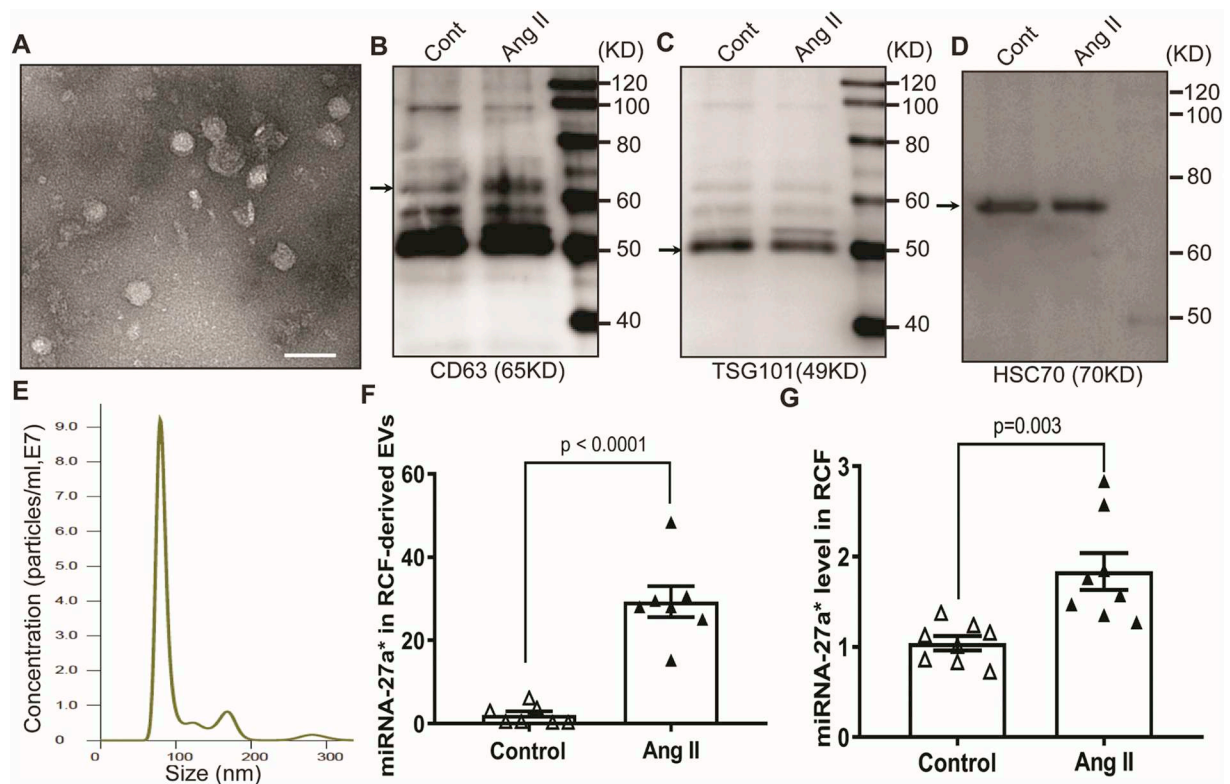 A
B
Cont
Ang II
(KD)
120
100
80
60
50
40
CD63 (65KD)
C
Cont
Ang II
(KD)
120
100
80
60
50
40
TSG101(49KD)
D
Cont
Ang II
(KD)
120
100
80
60
50
HSC70 (70KD)
E
Concentration (particles/ml,E7)
9.0
8.0
7.0
6.0
5.0
4.0
3.0
2.0
1.0
0
0
100
200
300
Size (nm)
F
miRNA-27a* in RCF-derived EVs
p < 0.0001
60
40
20
0
Control
Ang II
G
miRNA-27a* level in RCF
p=0.003
3
2
1
0
Control
Ang II